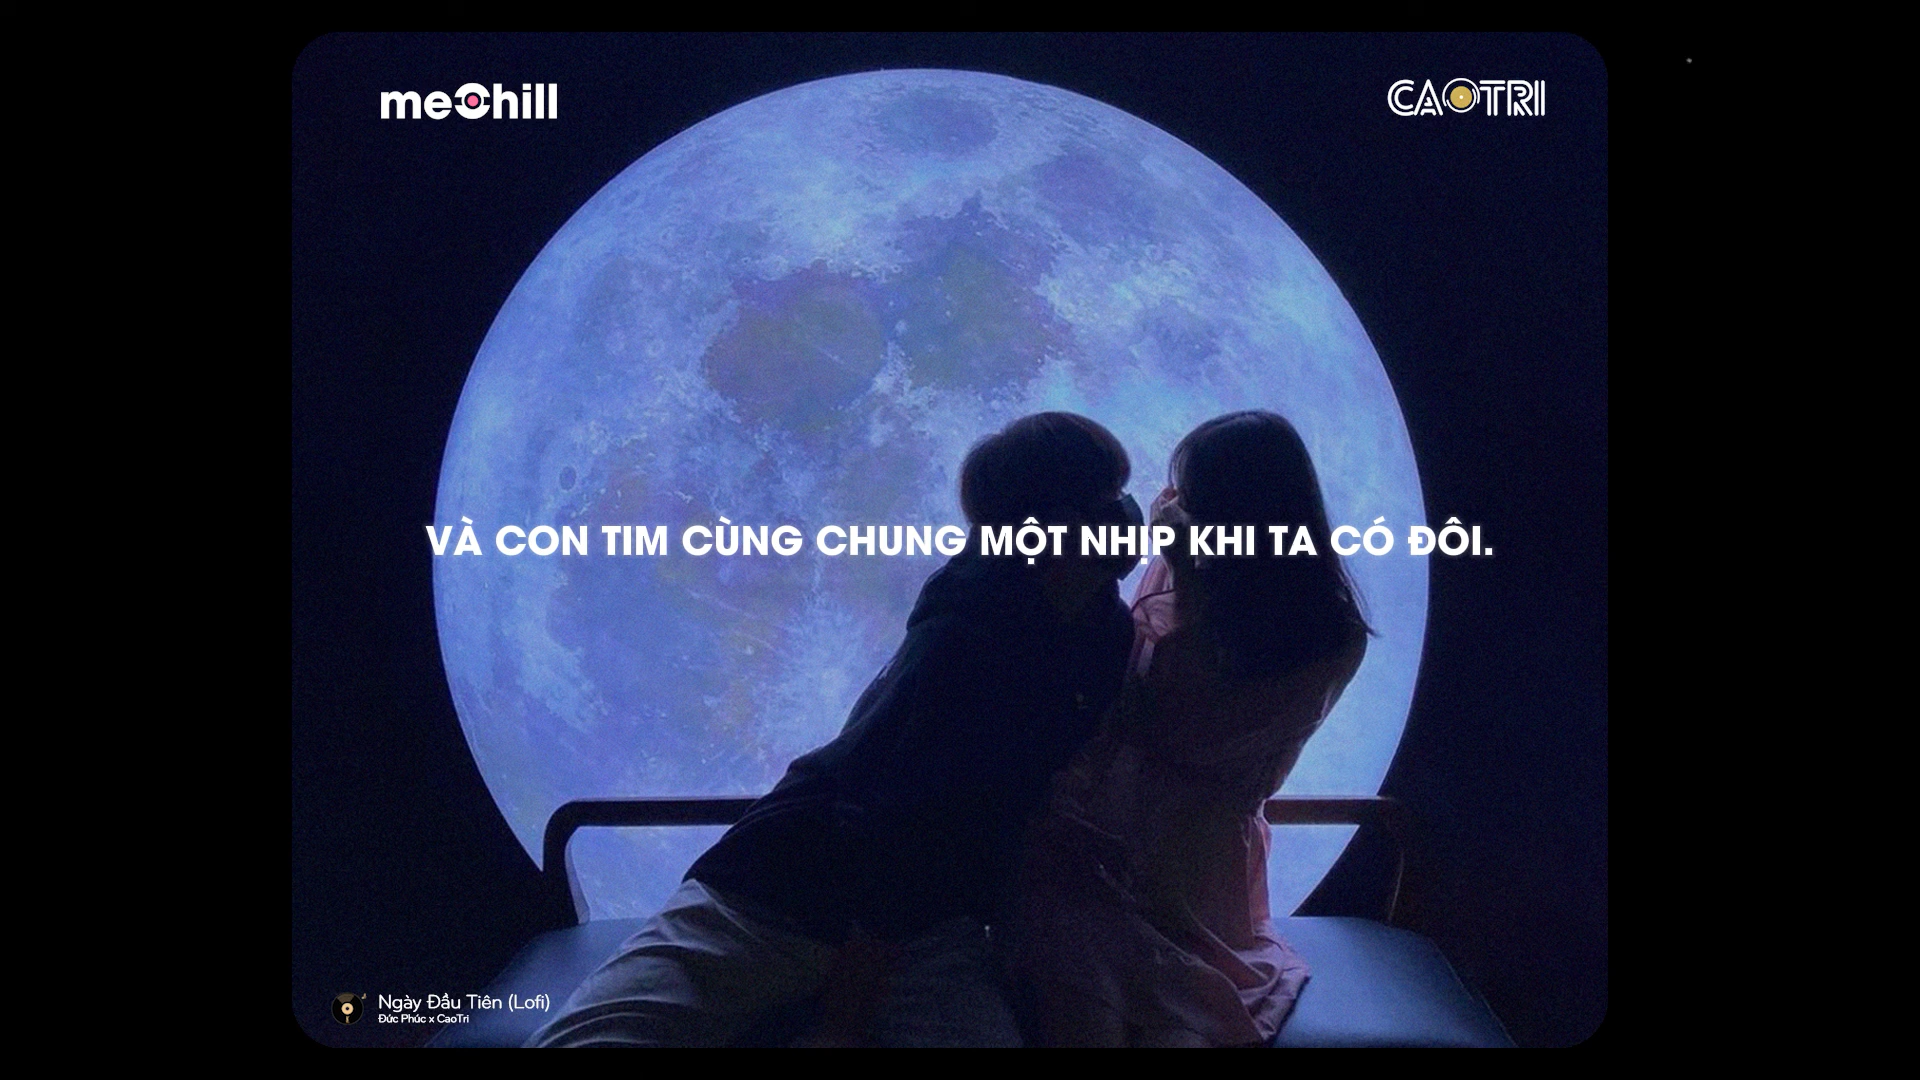 meChill
CAOTRI
VÀ CON TIM CÙNG CHUNG MỘT NHỊP KHI TA CÓ ĐÔI.
Ngày Đầu Tiên (Lofi)
Đức Phúc x CaoTri